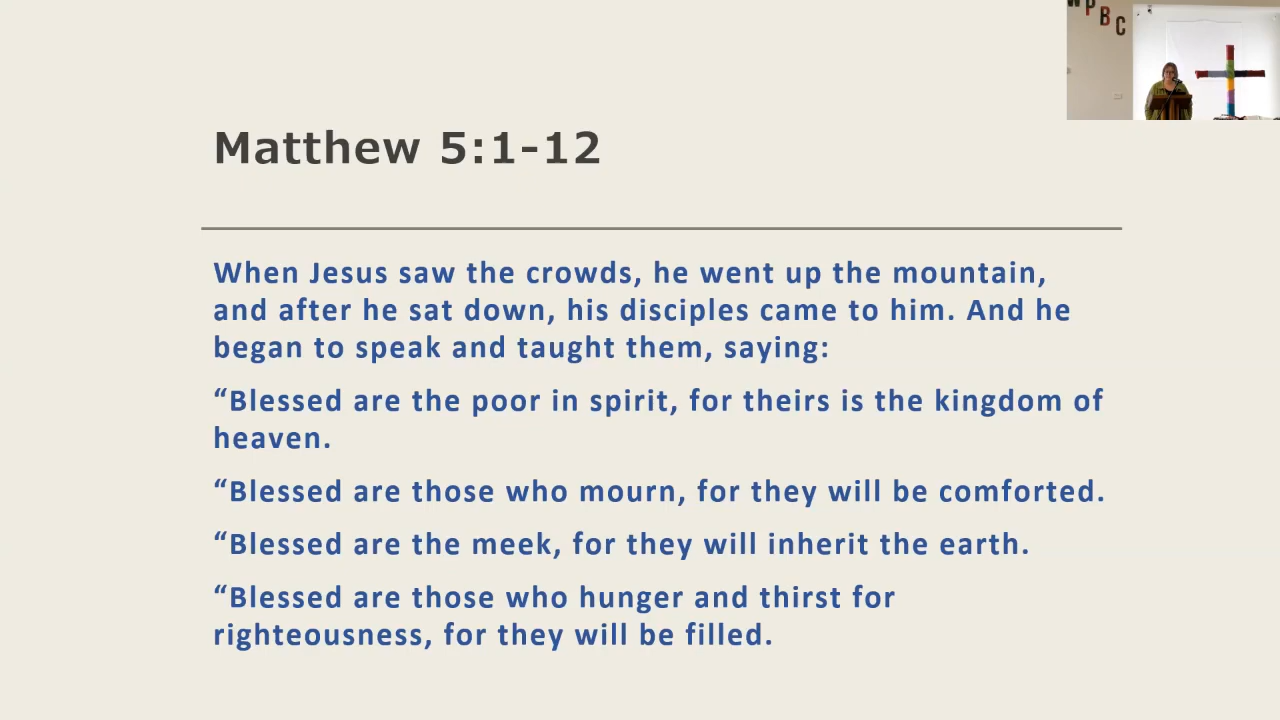 WPBC
Matthew 5:1-12
When Jesus saw the crowds, he went up the mountain,
and after he sat down, his disciples came to him. And he
began to speak and taught them, saying:
“Blessed are the poor in spirit, for theirs is the kingdom of
heaven.
“Blessed are those who mourn, for they will be comforted.
“Blessed are the meek, for they will inherit the earth.
“Blessed are those who hunger and thirst for
righteousness, for they will be filled.